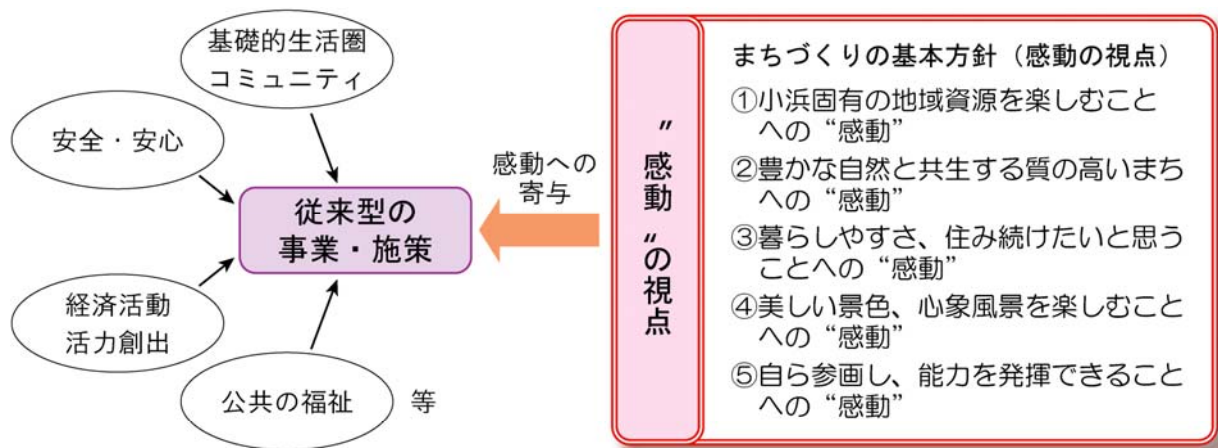 基礎的生活圏
コミュニティ
安全・安心
従来型の
事業・施策
経済活動
活力創出
公共の福祉
等
感動への
寄与
“感動”の視点
まちづくりの基本方針（感動の視点）
①小浜固有の地域資源を楽しむこと
への“感動”
②豊かな自然と共生する質の高いまち
への“感動”
③暮らしやすさ、住み続けたいと思う
ことへの“感動”
④美しい景色、心象風景を楽しむこと
への“感動”
⑤自ら参画し、能力を発揮できること
への“感動”